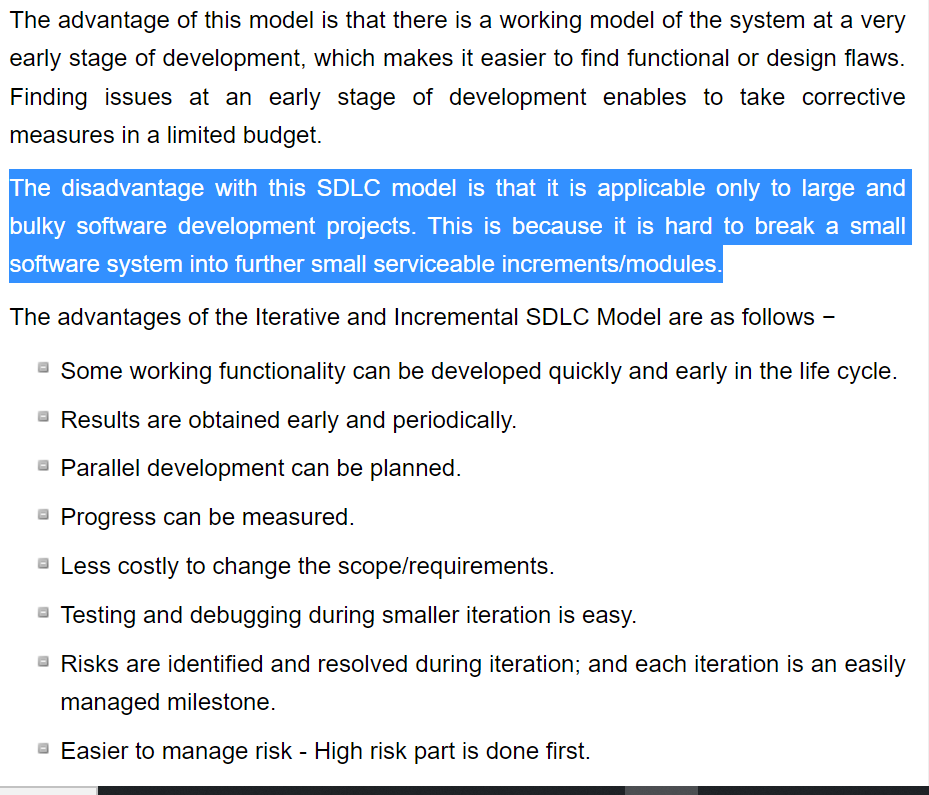 The advantage of this model is that there is a working model of the system at a very
early stage of development, which makes it easier to find functional or design flaws.
Finding issues at an early stage of development enables to take corrective
measures in a limited budget.
The disadvantage with this SDLC model is that it is applicable only to large and
bulky software development projects. This is because it is hard to break a small
software system into further small serviceable increments/modules.
The advantages of the Iterative and Incremental SDLC Model are as follows −
Some working functionality can be developed quickly and early in the life cycle.
Results are obtained early and periodically.
Parallel development can be planned.
Progress can be measured.
Less costly to change the scope/requirements.
Testing and debugging during smaller iteration is easy.
Risks are identified and resolved during iteration; and each iteration is an easily
managed milestone.
Easier to manage risk - High risk part is done first.